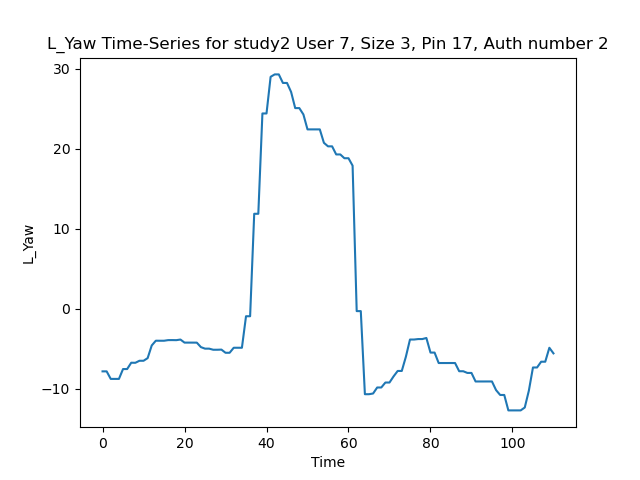 L_Yaw Time-Series for study2 User 7, Size 3, Pin 17, Auth number 2
30
20
10
0
−10
L_Yaw
0 20 40 60 80 100
Time